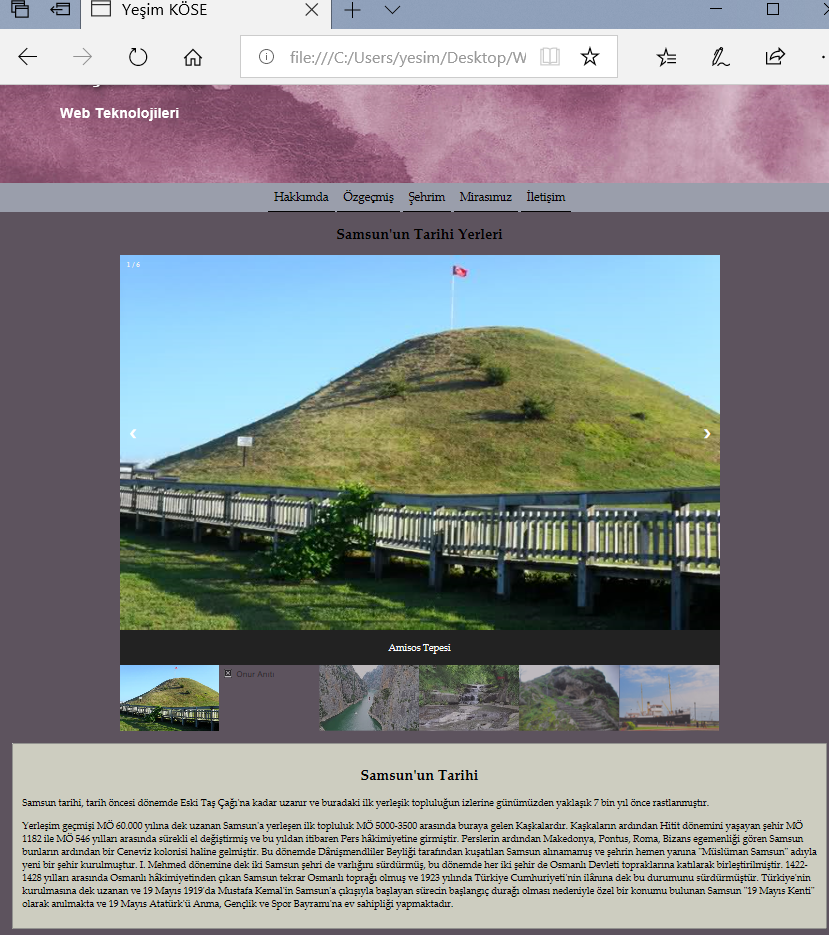 Yeşim KÖSE
file:///C:/Users/yesim/Desktop/W
Web Teknolojileri
Hakkımda Özgeçmiş Şehrim Mirasımız İletişim
Samsun'un Tarihi Yerleri
1 / 6
‹ ›
Amisos Tepesi
Onur Anıtı
Samsun'un Tarihi
Samsun tarihi, tarih öncesi dönemde Eski Taş Çağı'na kadar uzanır ve buradaki ilk yerleşik topluluğun izlerine günümüzden yaklaşık 7 bin yıl önce rastlanmıştır.
Yerleşim geçmişi MÖ 60.000 yılına dek uzanan Samsun'a yerleşen ilk topluluk MÖ 5000-3500 arasında buraya gelen Kaşkalardır. Kaşkaların ardından Hitit dönemini yaşayan şehir MÖ
1182 ile MÖ 546 yılları arasında sürekli el değiştirmiş ve bu yıldan itibaren Pers hâkimiyetine girmiştir. Perslerin ardından Makedonya, Pontus, Roma, Bizans egemenliği gören Samsun
bunların ardından bir Ceneviz kolonisi haline gelmiştir. Bu dönemde Dânişmendliler Beyliği tarafından kuşatılan Samsun alınamamış ve şehrin hemen yanına "Müslüman Samsun" adıyla
yeni bir şehir kurulmuştur. I. Mehmed dönemine dek iki Samsun şehri de varlığını sürdürmüş, bu dönemde her iki şehir de Osmanlı Devleti topraklarına katılarak birleştirilmiştir. 1422-
1428 yılları arasında Osmanlı hâkimiyetinden çıkan Samsun tekrar Osmanlı toprağı olmuş ve 1923 yılında Türkiye Cumhuriyeti'nin ilânına dek bu durumunu sürdürmüştür. Türkiye'nin
kurulmasına dek uzanan ve 19 Mayıs 1919'da Mustafa Kemal'in Samsun'a çıkışıyla başlayan sürecin başlangıç durağı olması nedeniyle özel bir konumu bulunan Samsun "19 Mayıs Kenti"
olarak anılmakta ve 19 Mayıs Atatürk'ü Anma, Gençlik ve Spor Bayramı'na ev sahipliği yapmaktadır.